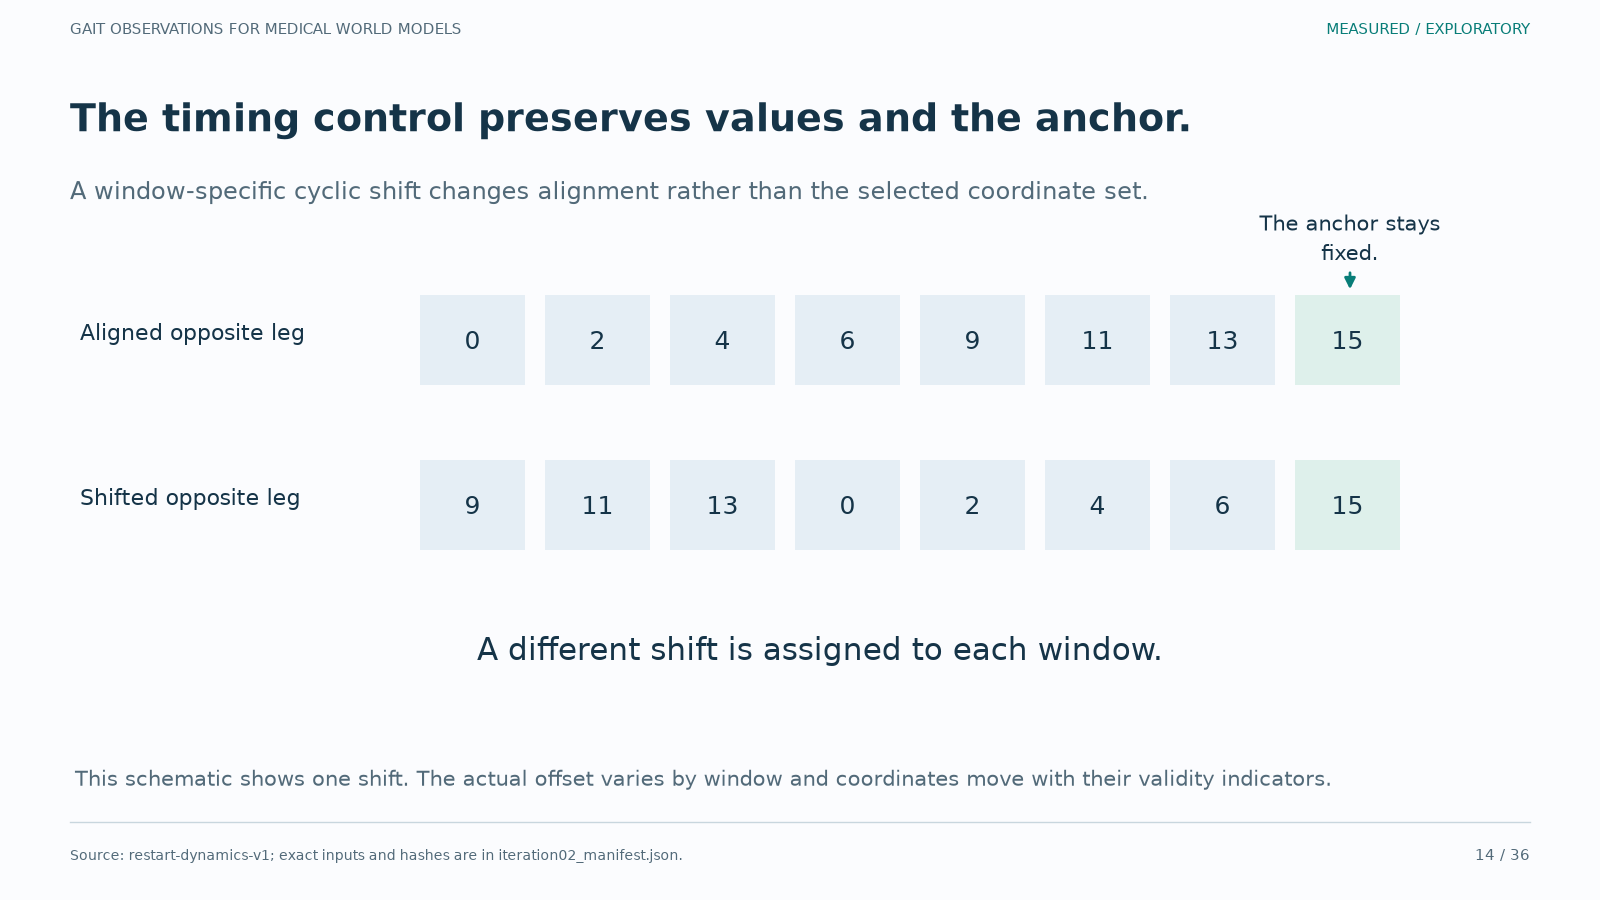 GAIT OBSERVATIONS FOR MEDICAL WORLD MODELS
MEASURED / EXPLORATORY
The timing control preserves values and the anchor.
A window-specific cyclic shift changes alignment rather than the selected coordinate set.
The anchor stays
fixed.
Aligned opposite leg
0 2 4 6 9 11 13 15
Shifted opposite leg
9 11 13 0 2 4 6 15
A different shift is assigned to each window.
This schematic shows one shift. The actual offset varies by window and coordinates move with their validity indicators.
Source: restart-dynamics-v1; exact inputs and hashes are in iteration02_manifest.json.
14 / 36